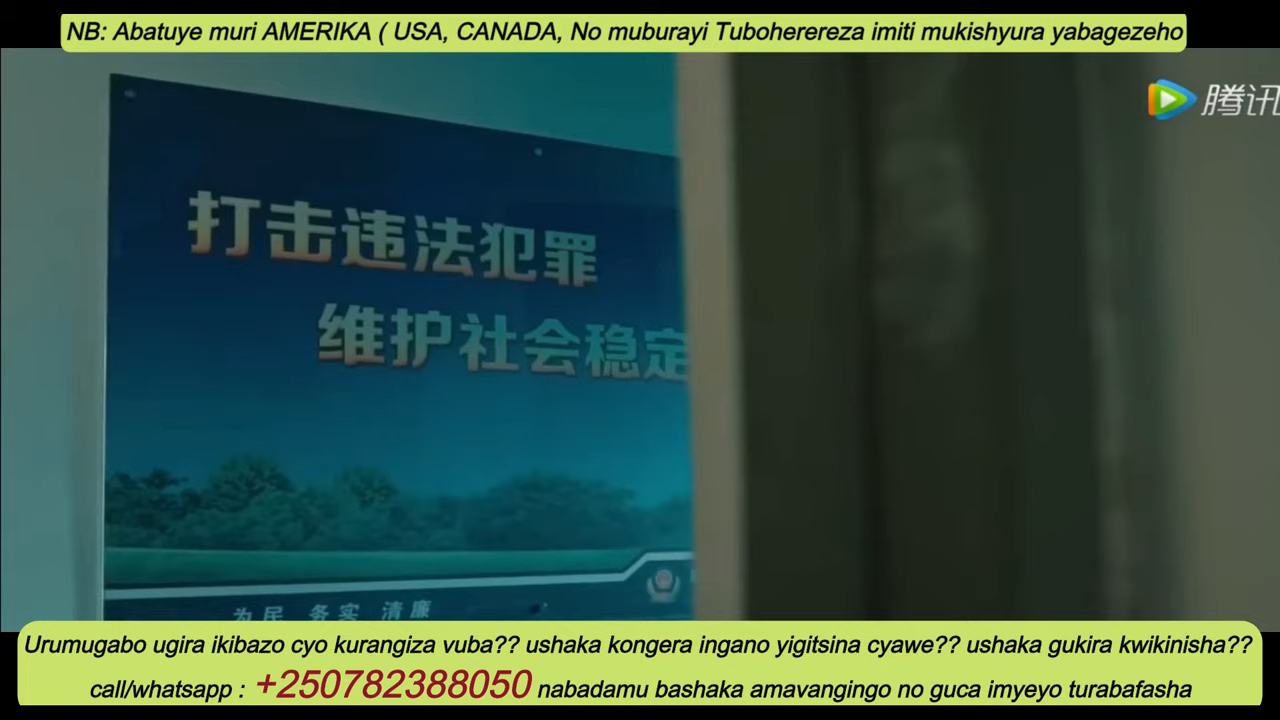 NB: Abatuye muri AMERIKA ( USA, CANADA, No muburayi Tuboherereza imiti mukishyura yabagezeho
腾讯
打击违法犯罪
维护社会稳定
为民 务实 清廉
Urumugabo ugira ikibazo cyo kurangiza vuba?? ushaka kongera ingano yigitsina cyawe?? ushaka gukira kwikinisha??
call/whatsapp : +250782388050 nabadamu bashaka amavangingo no guca imyeyo turabafasha